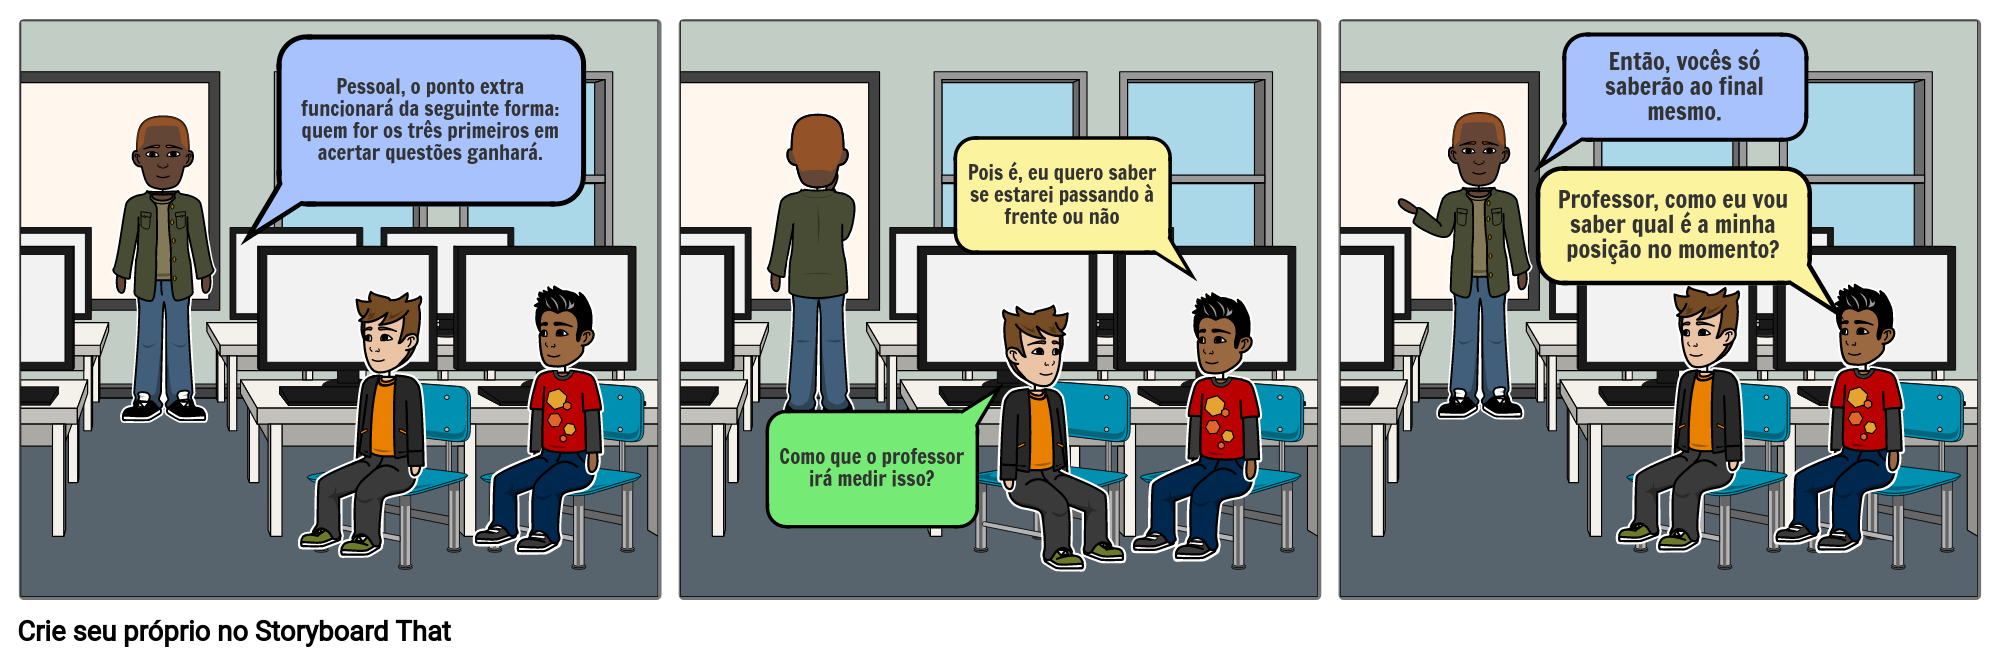 Pessoal, o ponto extra
funcionará da seguinte forma:
quem for os três primeiros em
acertar questões ganhará.
Pois é, eu quero saber
se estarei passando à
frente ou não
Como que o professor
irá medir isso?
Então, vocês só
saberão ao final
mesmo.
Professor, como eu vou
saber qual é a minha
posição no momento?
Crie seu próprio no Storyboard That